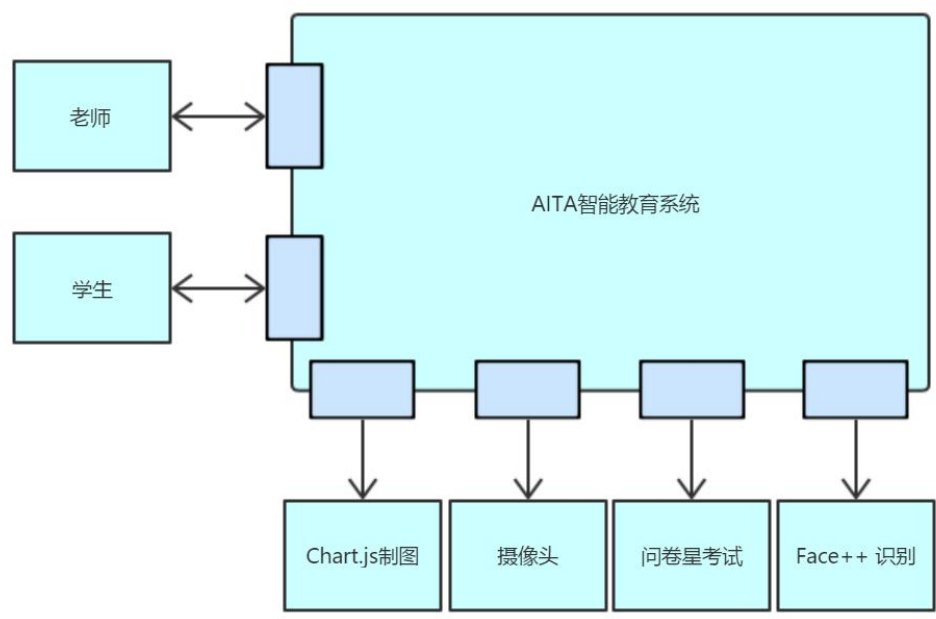 老师
AITA智能教育系统
学生
Chart.js制图
摄像头
问卷星考试
Face++ 识别